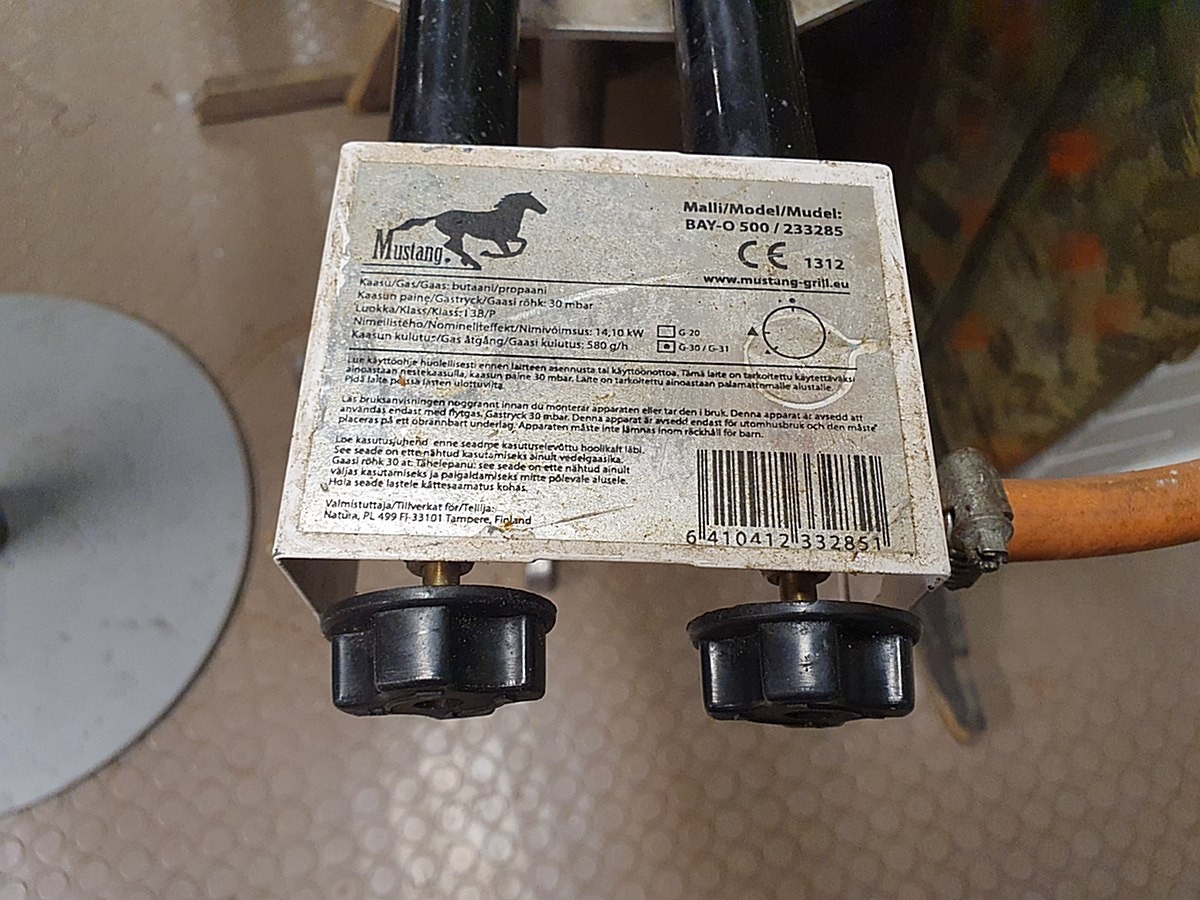 Mustang
Malli/Model/Mudel:
BAY-O 500 / 233285
CE 1312
www.mustang-grill.eu
Kaasu/Gas/Gaas: butaani/propaani
Kaasun paine/Gastryck/Gaasi rõhk: 30 mbar
Luokka/Klass/Klass: I 3B/P
Nimellisteho/Nomineliteffekt/Nimivõimsus: 14,10 kW
Kaasun kulutus/Gas åtgång/Gaasi kulutus: 580 g/h
G-20
G-30 / G-31
Lue käyttöohje huolellisesti ennen laitteen asennusta tai käyttöönottoa. Tämä laite on tarkoitettu käytettäväksi
ainoastaan nestekaasulla, kaasun paine 30 mbar. Laite on tarkoitettu ainoastaan palamattomalle alustalle.
Pidä laite poissa lasten ulottuvilta.
Läs bruksanvisningen noggrannt innan du monterar apparaten eller tar den i bruk. Denna apparat är avsedd att
användas endast med flytgas. Gastryck 30 mbar. Denna apparat är avsedd endast för utomhusbruk och den måste
placeras på ett obrännbart underlag. Apparaten måste inte lämnas inom räckhåll för barn.
Loe kasutusjuhend enne seadme kasutuselevõttu hoolikalt läbi.
See seade on ette nähtud kasutamiseks ainult vedelgaasiga.
Gaasi rõhk 30 at. Tähelepanu: see seade on ette nähtud ainult
väljas kasutamiseks ja paigaldamiseks mitte põlevale alusele.
Hoia seade lastele kättesaamatus kohas.
Valmistuttaja/Tillverkat för/Tellija:
Natura, PL 499 FI-33101 Tampere, Finland
6 410412 332851